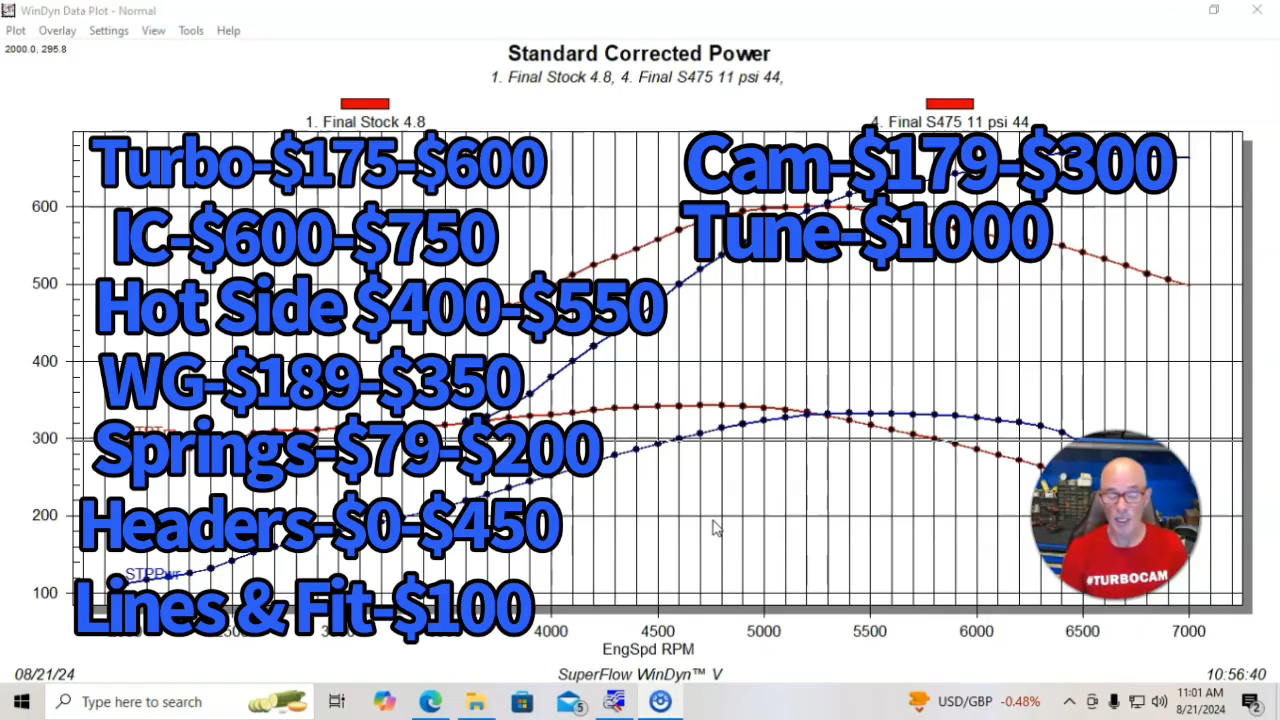 WinDyn Data Plot - Normal
Plot Overlay Settings View Tools Help
2000.0, 296.8
Standard Corrected Power
1. Final Stock 4.8, 4. Final S475 11 psi 44,
1. Final Stock 4.8
4. Final S475 11 psi 44
Turbo-$175-$600
Cam-$179-$300
600
IC-$600-$750
Tune-$1000
500
Hot Side $400-$550
400
WG-$189-$350
300
Springs-$79-$200
200
Headers-$0-$450
STPPwr
#TURBOCAM
100
Lines & Fit-$100
4000 4500 5000 5500 6000 6500 7000
EngSpd RPM
08/21/24
SuperFlow WinDyn™ V
10:56:40
Type here to search
5
USD/GBP -0.48%
11:01 AM
8/21/2024
2